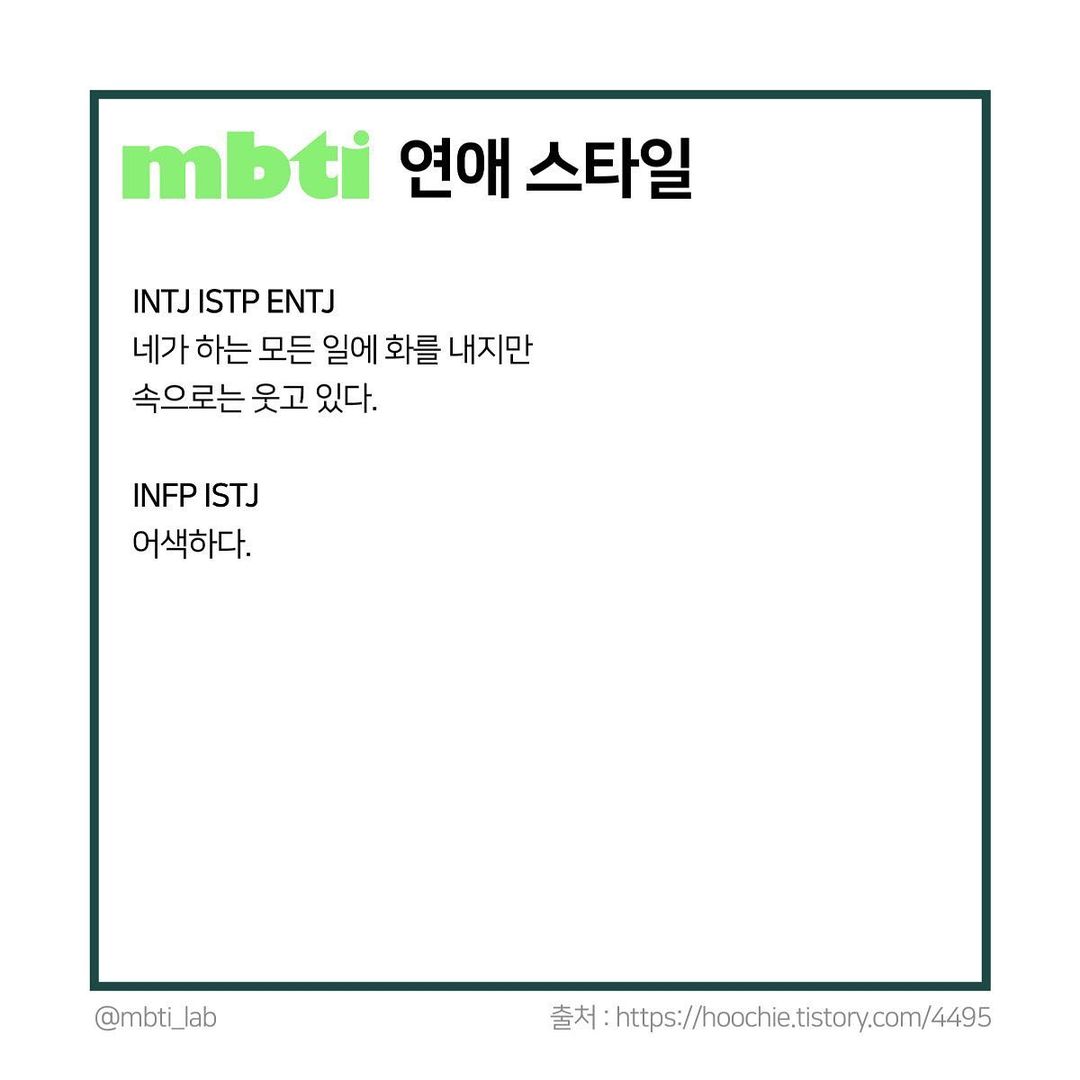 mbti 연애 스타일
INTJ ISTP ENTJ
네가 하는 모든 일에 화를 내지만
속으로는 웃고 있다.
INFP ISTJ
어색하다.
@mbti_lab
출처 : https://hoochie.tistory.com/4495